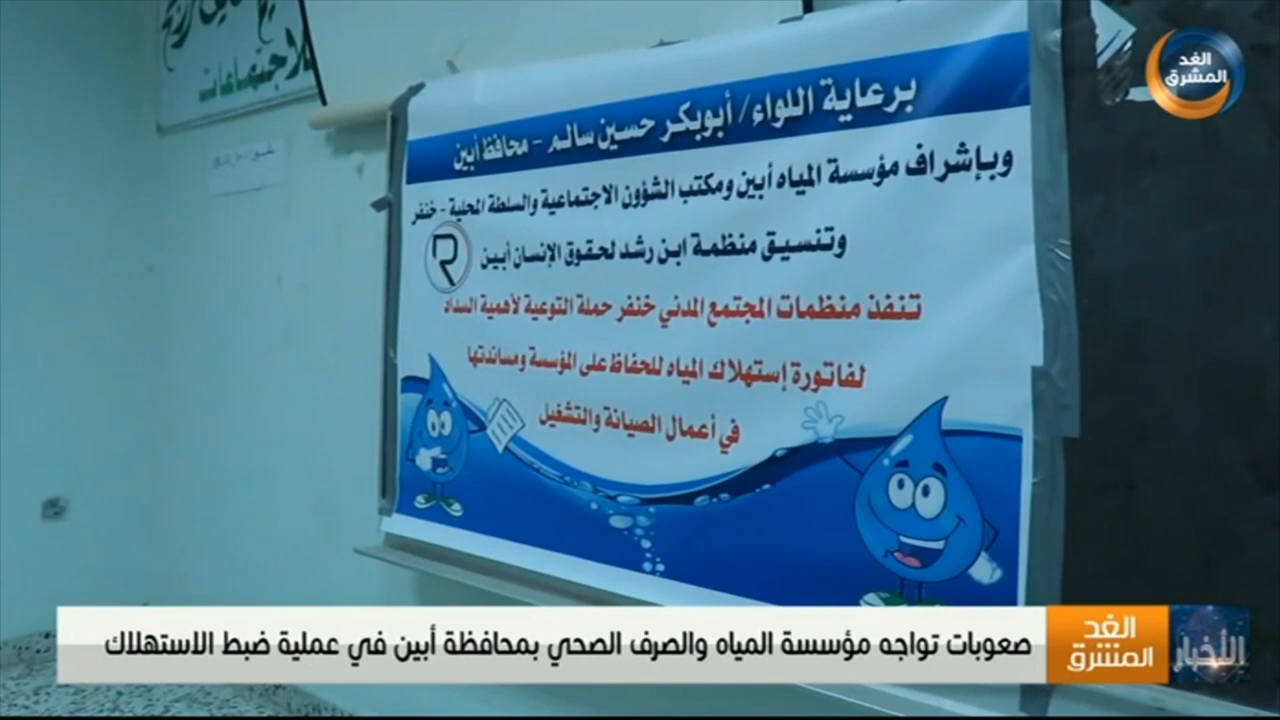 للاجتماعات
الغد
المشرق
برعاية اللواء/ أبوبكر حسين سالم - محافظ أبين
وبإشراف مؤسسة المياه أبين ومكتب الشؤون الاجتماعية والسلطة المحلية - خنفر
وتنسيق منظمة ابن رشد لحقوق الإنسان أبين
R
تنفذ منظمات المجتمع المدني خنفر حملة التوعية لأهمية السداد
لفاتورة إستهلاك المياه للحفاظ على المؤسسة ومساندتها
في أعمال الصيانة والتشغيل
الأخبار
الغد
المشرق
صعوبات تواجه مؤسسة المياه والصرف الصحي بمحافظة أبين في عملية ضبط الاستهلاك